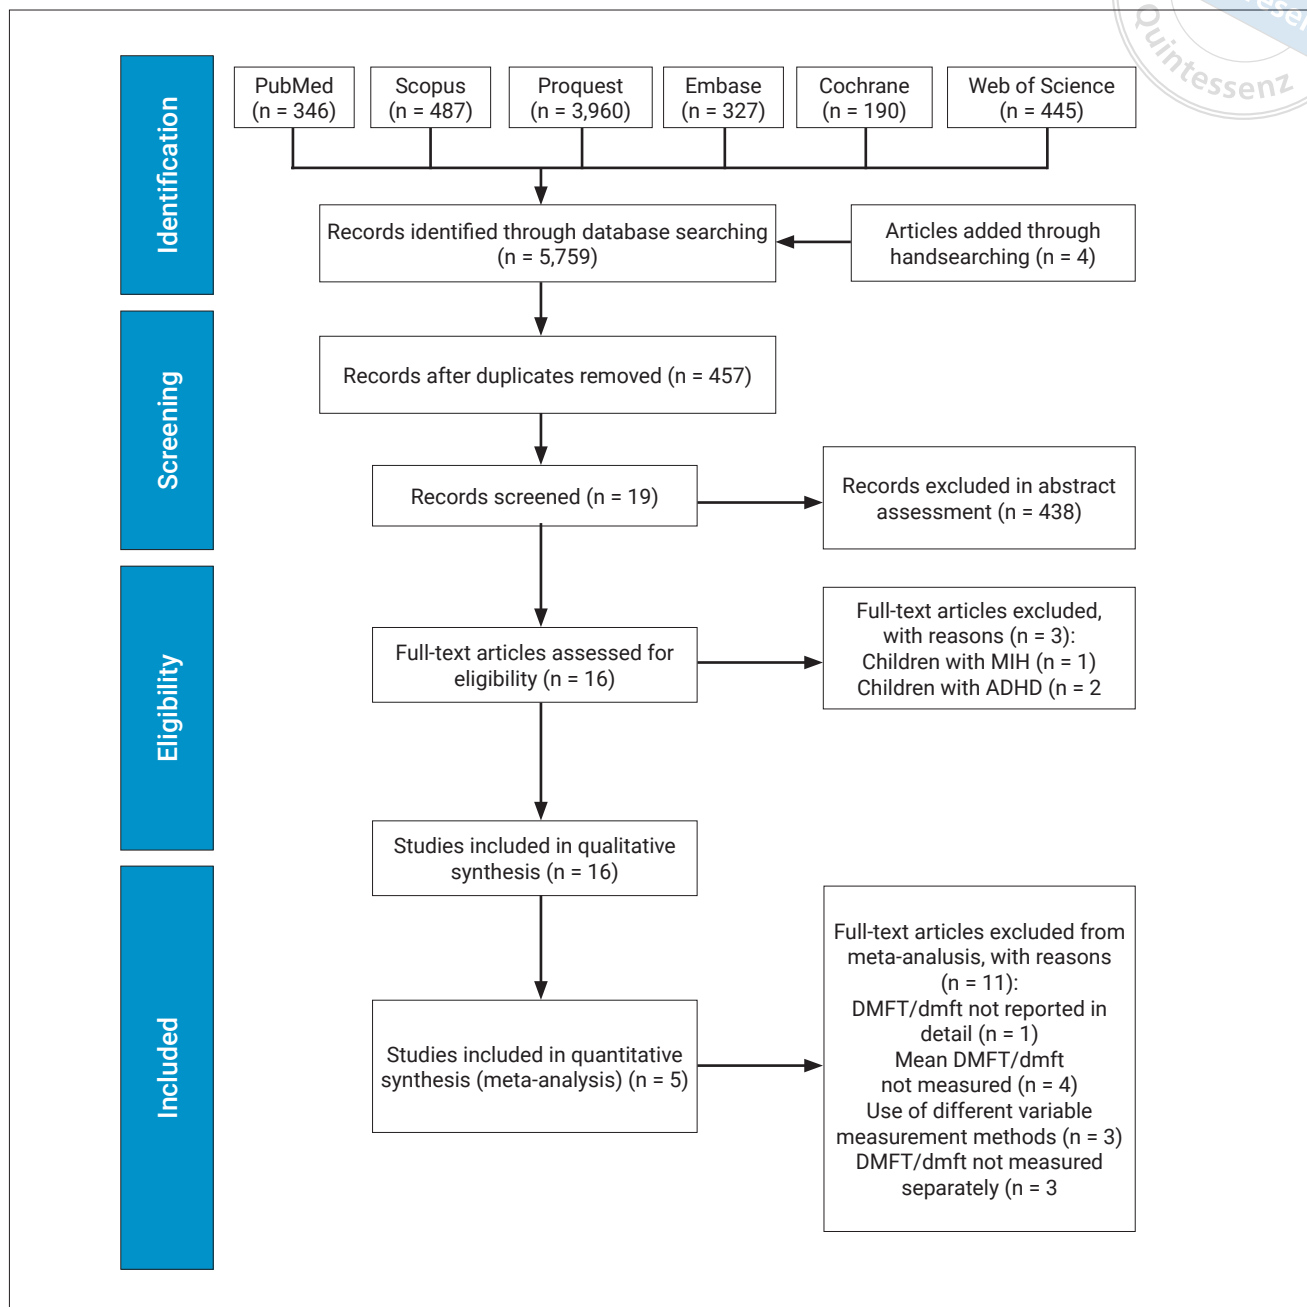 Quintessenz
Identification
PubMed
(n = 346)
Scopus
(n = 487)
Proquest
(n = 3,960)
Embase
(n = 327)
Cochrane
(n = 190)
Web of Science
(n = 445)
Records identified through database searching
(n = 5,759)
Articles added through
handsearching (n = 4)
Screening
Records after duplicates removed (n = 457)
Records screened (n = 19)
Records excluded in abstract
assessment (n = 438)
Eligibility
Full-text articles assessed for
eligibility (n = 16)
Full-text articles excluded,
with reasons (n = 3):
Children with MIH (n = 1)
Children with ADHD (n = 2
Studies included in qualitative
synthesis (n = 16)
Included
Studies included in quantitative
synthesis (meta-analysis) (n = 5)
Full-text articles excluded from
meta-analysis, with reasons
(n = 11):
DMFT/dmft not reported in
detail (n = 1)
Mean DMFT/dmft
not measured (n = 4)
Use of different variable
measurement methods (n = 3)
DMFT/dmft not measured
separately (n = 3